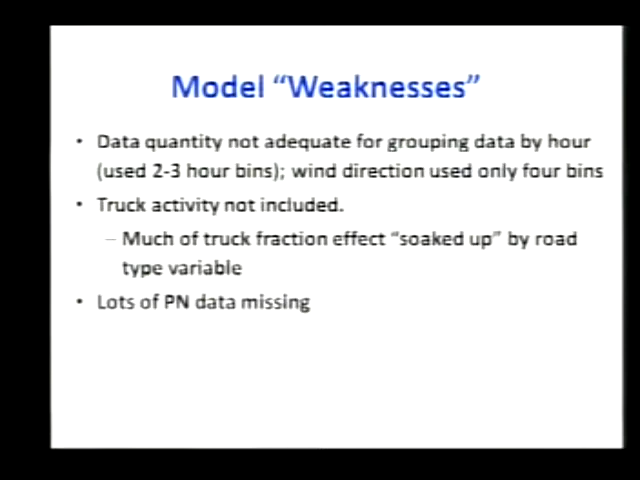 Model “Weaknesses”
• Data quantity not adequate for grouping data by hour
(used 2-3 hour bins); wind direction used only four bins
• Truck activity not included.
– Much of truck fraction effect “soaked up” by road
type variable
• Lots of PN data missing